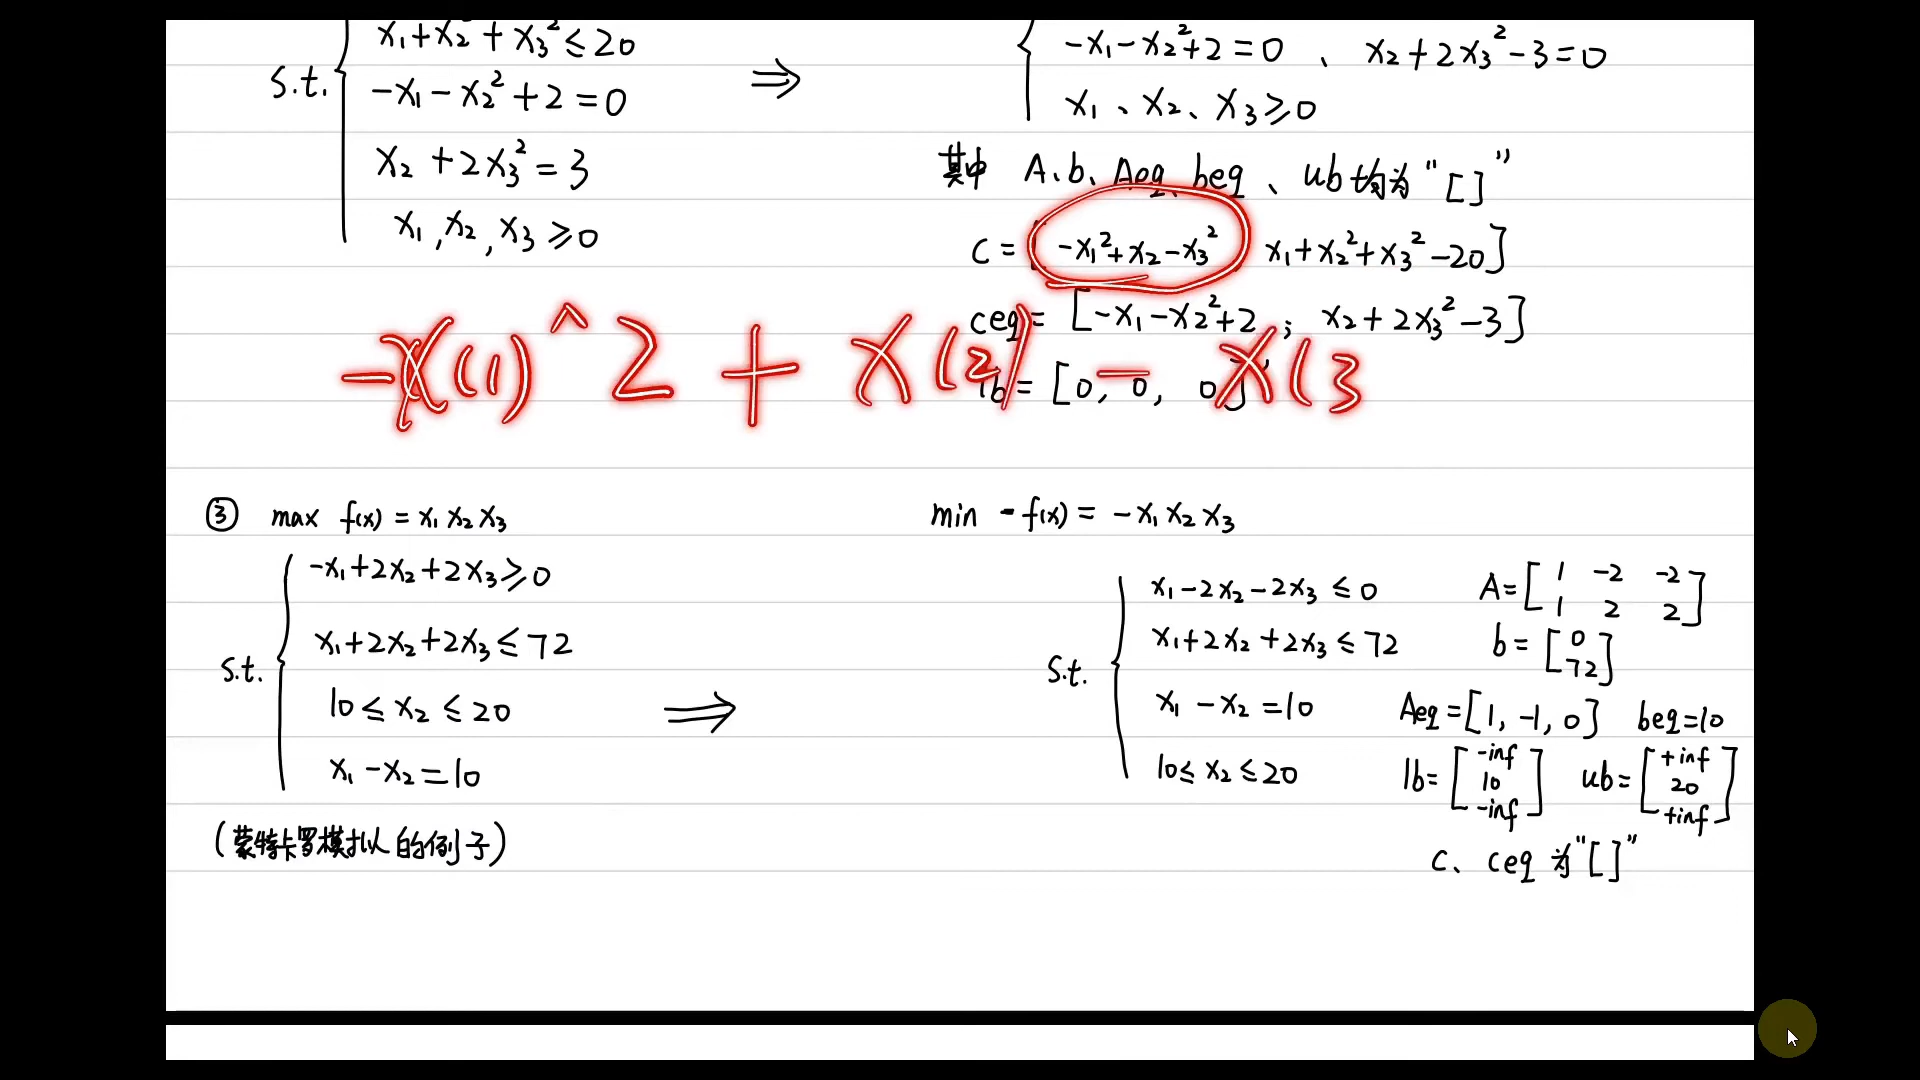 x₁+x₂²+x₃²≤20
s.t.
-x₁-x₂²+2=0
x₂+2x₃²=3
x₁,x₂,x₃≥0
⇒
-x₁-x₂²+2=0、x₂+2x₃²-3=0
x₁、x₂、x₃≥0
其中 A、b、Aeq、beq、ub均为“[]”
c=[-x₁²+x₂-x₃² x₁+x₂²+x₃²-20]
ceq=[-x₁-x₂²+2; x₂+2x₃²-3]
lb=[0,0,0]'
-x(1)^2+x(2)-x(3
③ max f(x)=x₁x₂x₃
s.t.
-x₁+2x₂+2x₃≥0
x₁+2x₂+2x₃≤72
10≤x₂≤20
x₁-x₂=10
(蒙特卡罗模拟的例子)
⇒
min -f(x)=-x₁x₂x₃
s.t.
x₁-2x₂-2x₃≤0
x₁+2x₂+2x₃≤72
x₁-x₂=10
10≤x₂≤20
A=[1 -2 -2
1 2 2]
b=[0
72]
Aeq=[1,-1,0] beq=10
lb=[-inf
10
-inf]
ub=[+inf
20
+inf]
c、ceq为“[]”